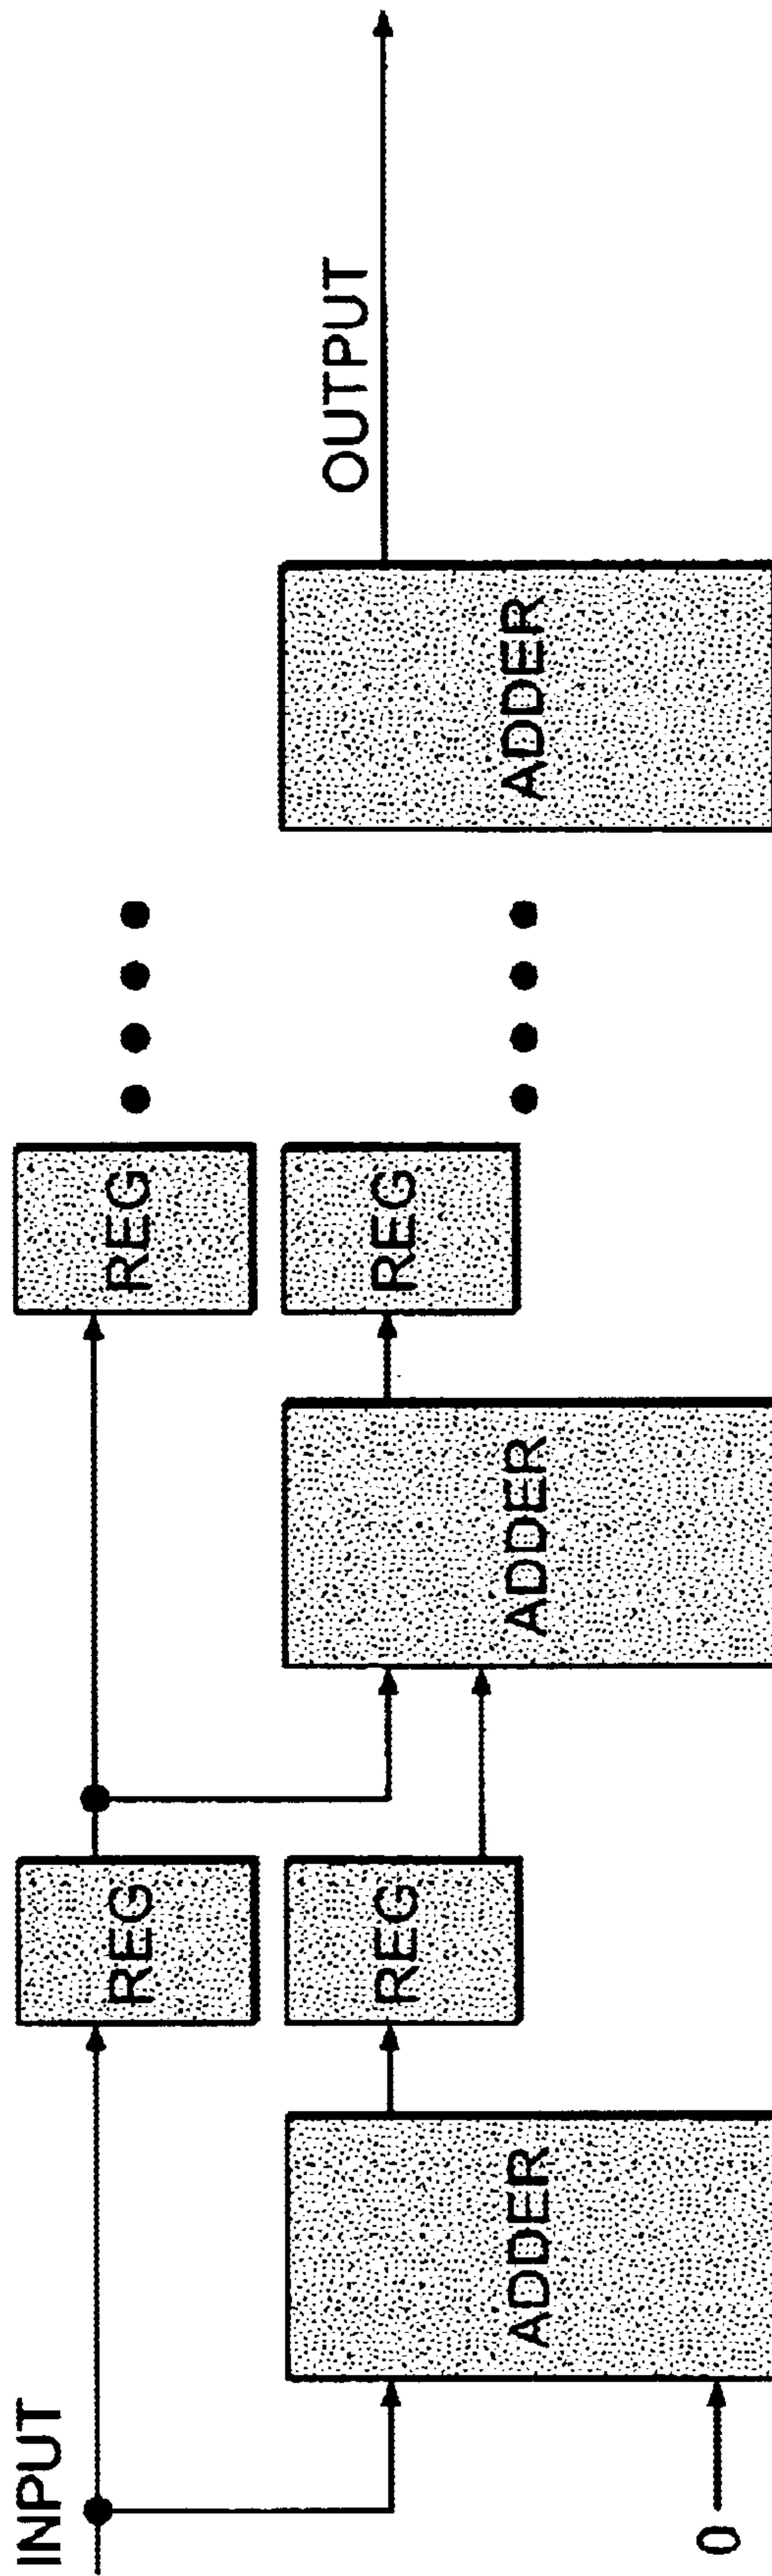 INPUT
REG
REG
OUTPUT
ADDER
REG
ADDER
REG
ADDER
0